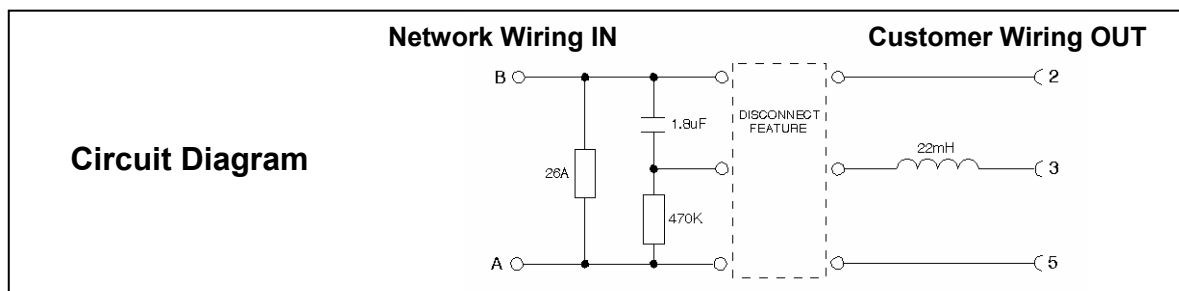 Network Wiring IN
Customer Wiring OUT
B
2
DISCONNECT
FEATURE
1.8uF
Circuit Diagram
22mH
3
26A
470K
A
5